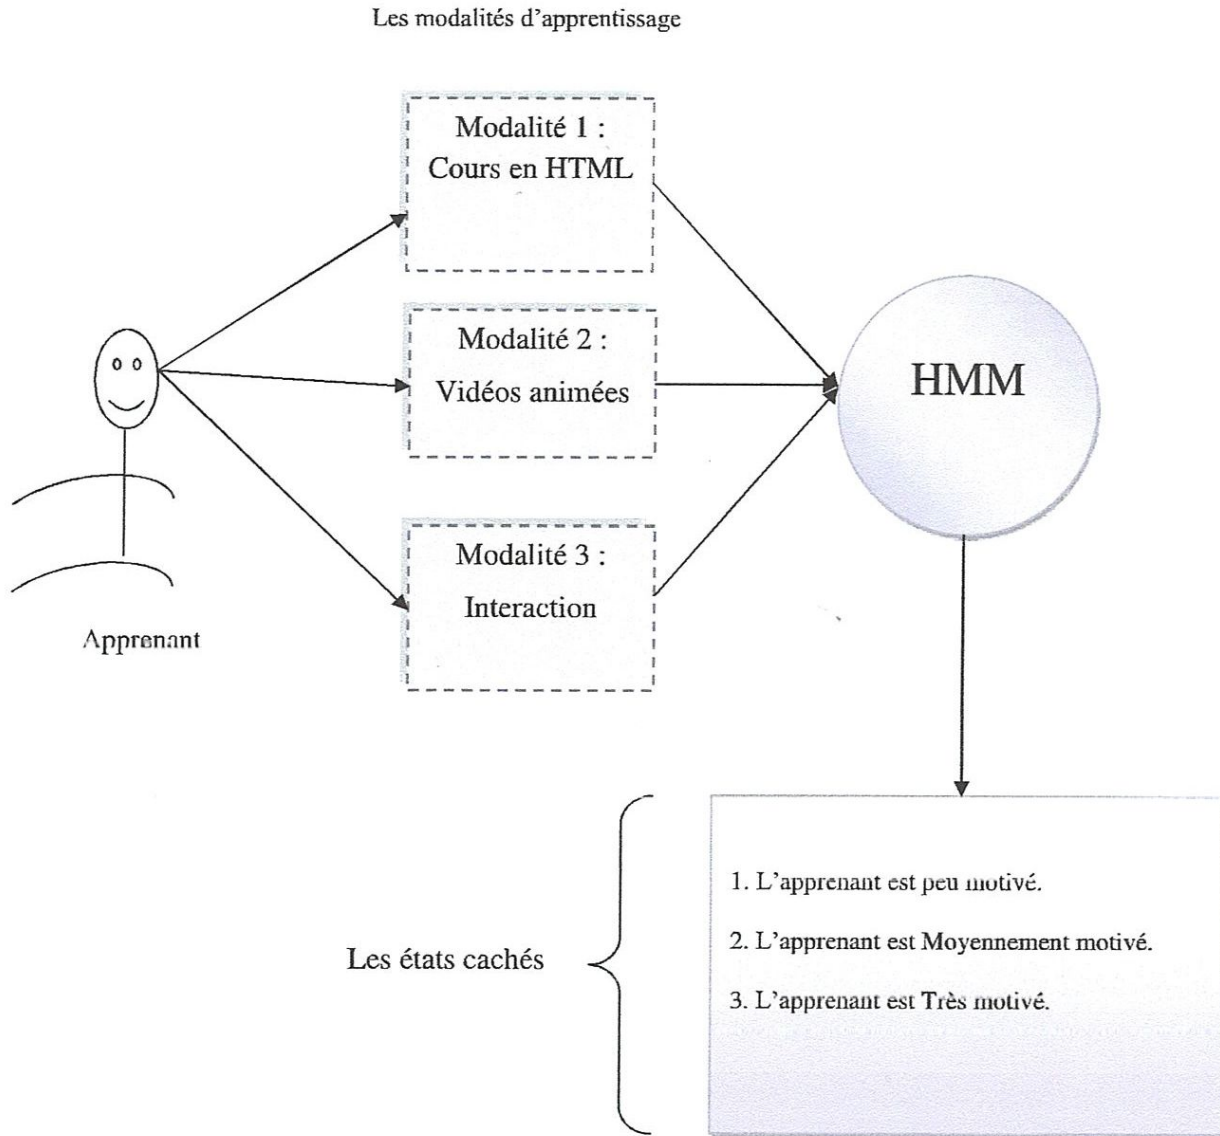 Les modalités d'apprentissage
Modalité 1 :
Cours en HTML
Modalité 2 :
Vidéos animées
Modalité 3 :
Interaction
Apprenant
HMM
Les états cachés
1. L'apprenant est peu motivé.
2. L'apprenant est Moyennement motivé.
3. L'apprenant est Très motivé.